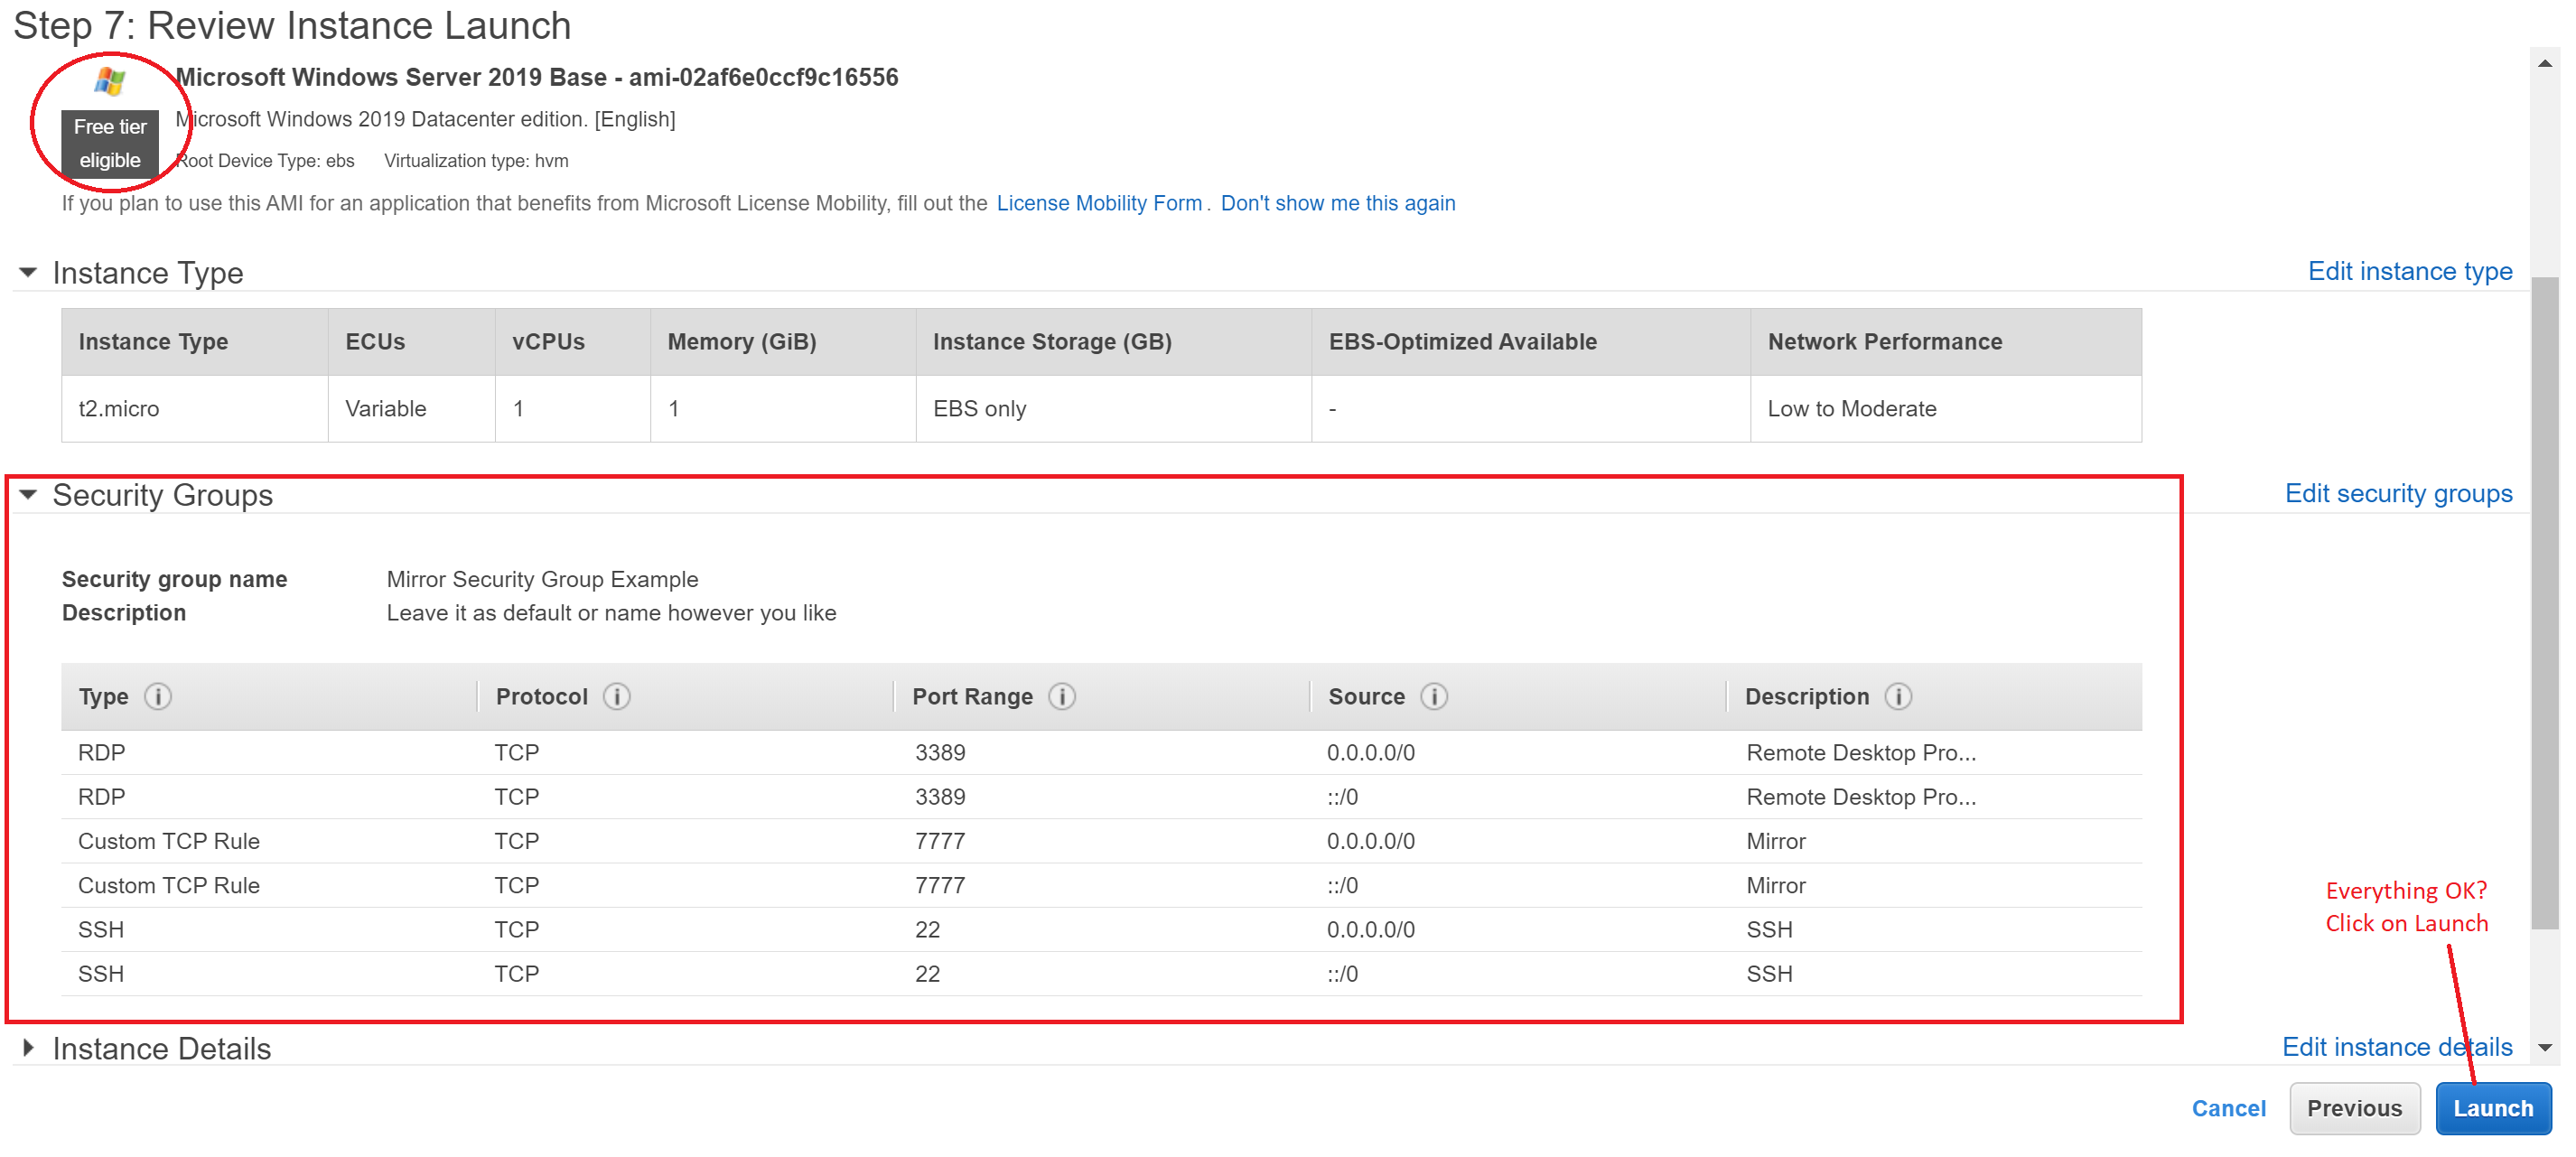 Step 7: Review Instance Launch
Microsoft Windows Server 2019 Base - ami-02af6e0ccf9c16556
Free tier
eligible
Microsoft Windows 2019 Datacenter edition. [English]
Root Device Type: ebs Virtualization type: hvm
If you plan to use this AMI for an application that benefits from Microsoft License Mobility, fill out the License Mobility Form . Don't show me this again
Instance Type Edit instance type
Instance Type ECUs vCPUs Memory (GiB) Instance Storage (GB) EBS-Optimized Available Network Performance
t2.micro Variable 1 1 EBS only - Low to Moderate
Security Groups Edit security groups
Security group name Mirror Security Group Example
Description Leave it as default or name however you like
Type i Protocol i Port Range i Source i Description i
RDP TCP 3389 0.0.0.0/0 Remote Desktop Pro...
RDP TCP 3389 ::/0 Remote Desktop Pro...
Custom TCP Rule TCP 7777 0.0.0.0/0 Mirror
Custom TCP Rule TCP 7777 ::/0 Mirror
SSH TCP 22 0.0.0.0/0 SSH
SSH TCP 22 ::/0 SSH
Everything OK?
Click on Launch
Instance Details Edit instance details
Cancel Previous Launch